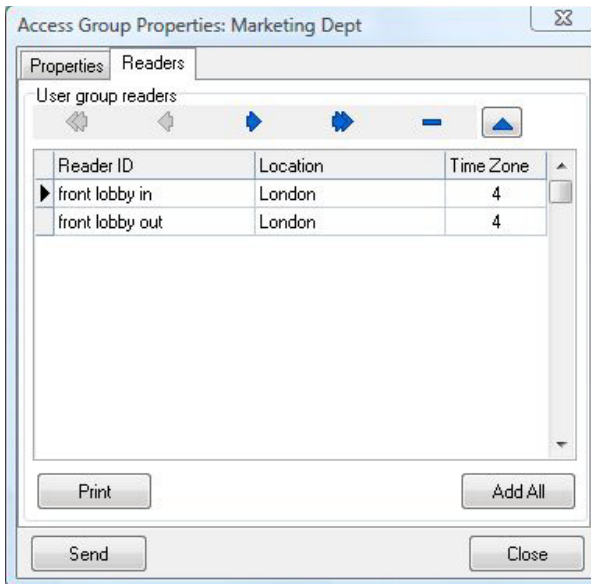 Access Group Properties: Marketing Dept
Properties Readers
User group readers
Reader ID Location Time Zone
front lobby in London 4
front lobby out London 4
Print Add All
Send Close